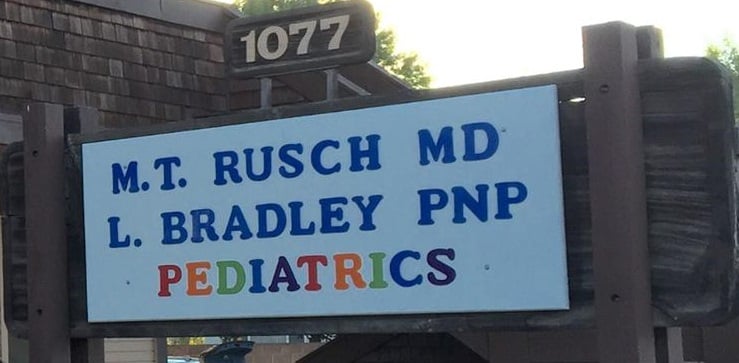 1077
M.T. RUSCH MD
L. BRADLEY PNP
PEDIATRICS